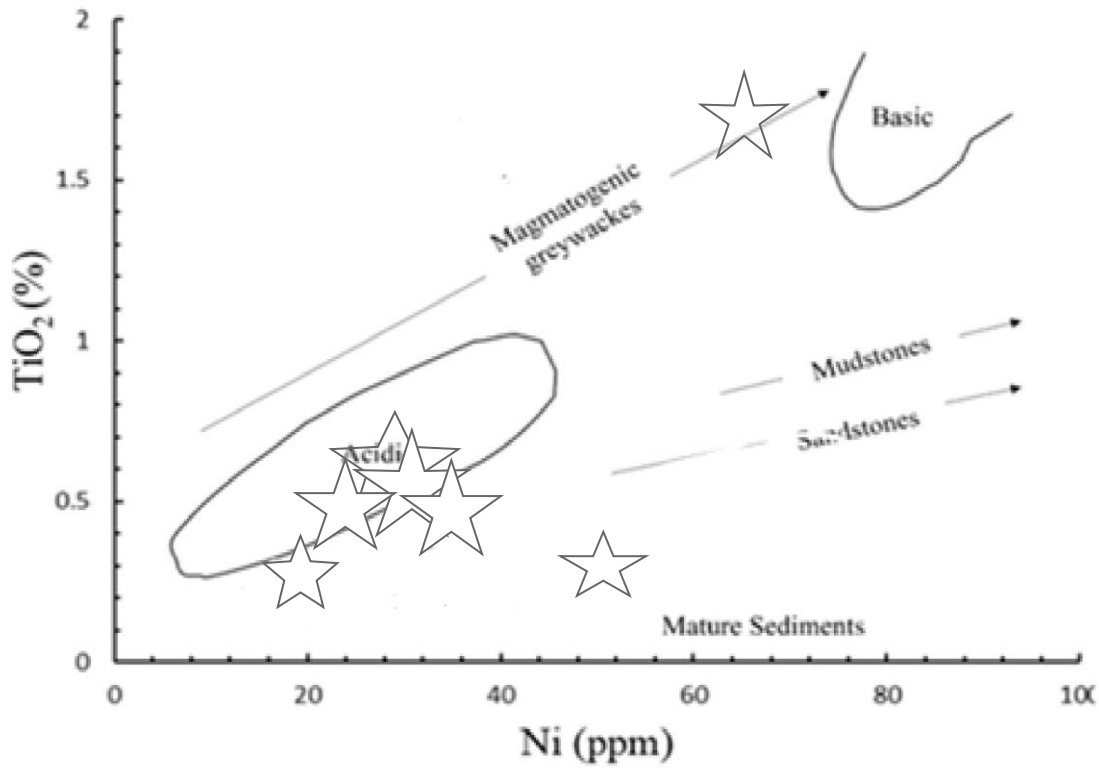 2
1.5
1
0.5
0
TiO₂ (%)
Basic
Magmatogenic
greywackes
Mudstones
Acidi
Mature Sediments
0 20 40 60 80
Ni (ppm)